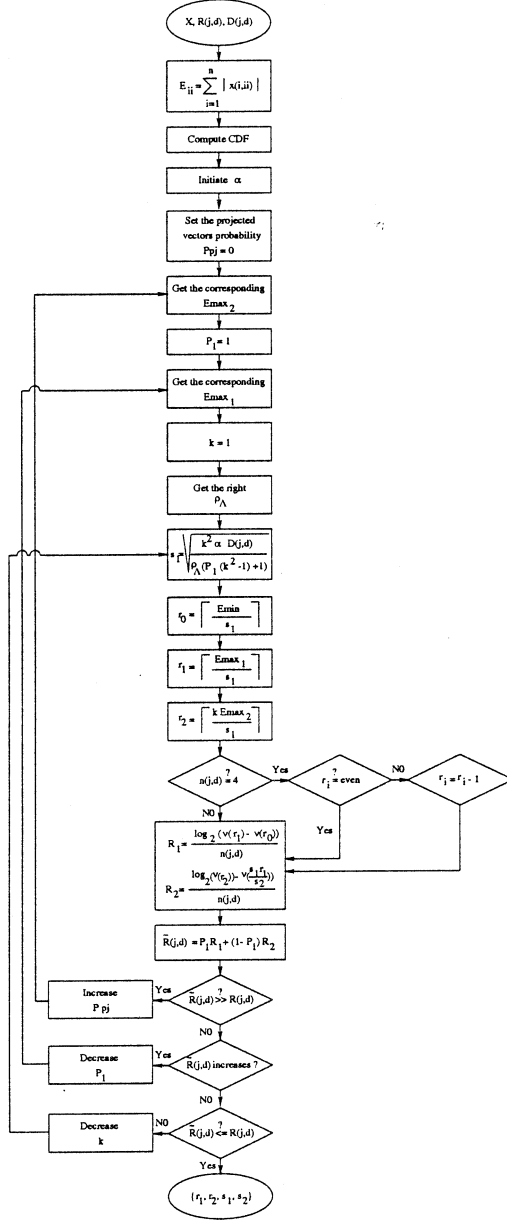 X, R(j,d), D(j,d)
E_ii = ∑_{i=1}^{n} | x(i,ii) |
Compute CDF
Initiate α
Set the projected
vectors probability
Ppj = 0
Get the corresponding
Emax_2
P_1 = 1
Get the corresponding
Emax_1
k = 1
Get the right
ρ_Λ
s_1 = √( k^2 α D(j,d) / ρ_Λ (P_1 (k^2 -1) +1) )
r_0 = ⌈ Emin / s_1 ⌉
r_1 = ⌈ Emax_1 / s_1 ⌉
r_2 = ⌈ k Emax_2 / s_1 ⌉
n(j,d) =? 4
Yes
r_i =? even
NO
r_i = r_i - 1
NO
Yes
R_1 = log_2 (v(r_1) - v(r_0)) / n(j,d)
R_2 = log_2(v(r_2)) - v(s_1 r_1 / s_2)) / n(j,d)
R̄(j,d) = P_1 R_1 + (1- P_1) R_2
Increase
P pj
Yes
R̄(j,d) >>? R(j,d)
NO
Decrease
P_1
Yes
R̄(j,d) increases ?
NO
Decrease
k
NO
R̄(j,d) <=? R(j,d)
Yes
{r_1, r_2, s_1, s_2}